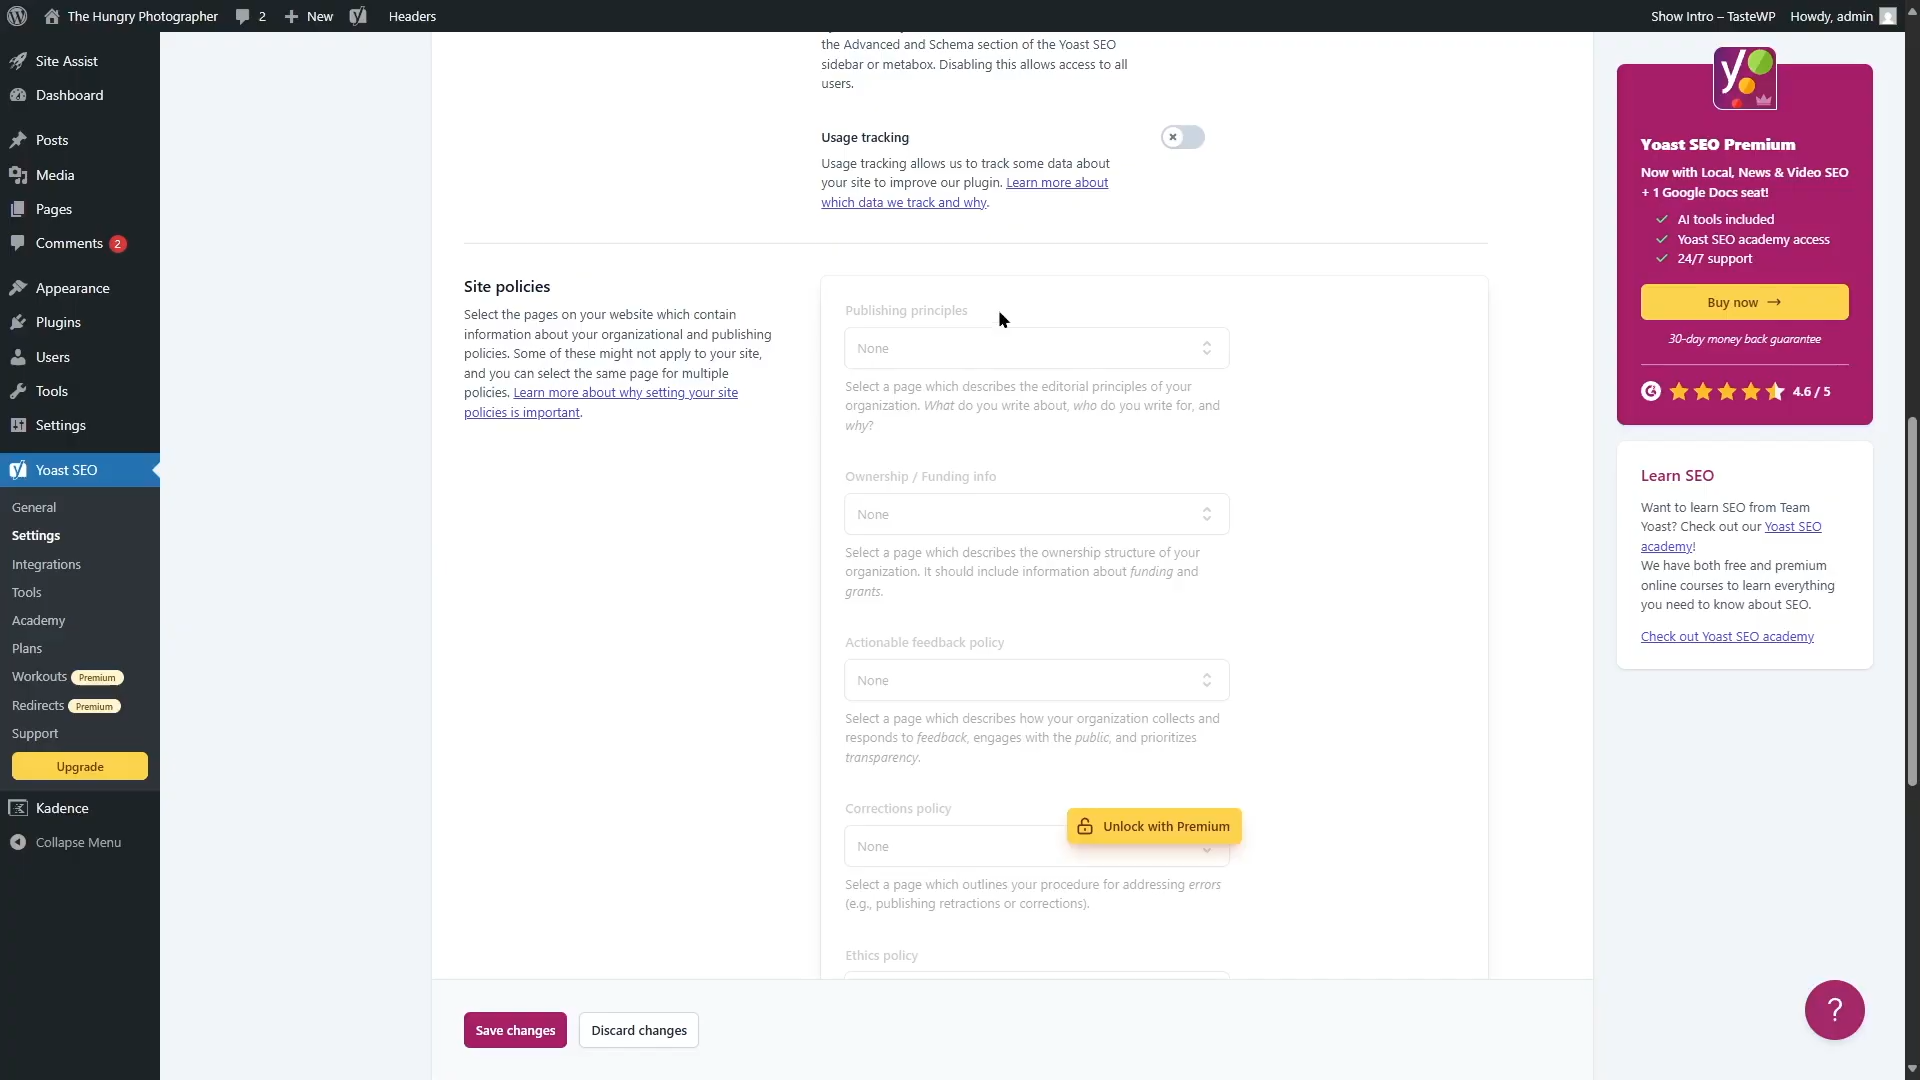 The Hungry Photographer
2
New
Headers
Show Intro – TasteWP
Howdy, admin
Site Assist
Dashboard
Posts
Media
Pages
Comments 2
Appearance
Plugins
Users
Tools
Settings
Yoast SEO
General
Settings
Integrations
Tools
Academy
Plans
Workouts Premium
Redirects Premium
Support
Upgrade
Kadence
Collapse Menu
the Advanced and Schema section of the Yoast SEO
sidebar or metabox. Disabling this allows access to all
users.
Usage tracking
Usage tracking allows us to track some data about
your site to improve our plugin. Learn more about
which data we track and why.
Site policies
Select the pages on your website which contain
information about your organizational and publishing
policies. Some of these might not apply to your site,
and you can select the same page for multiple
policies. Learn more about why setting your site
policies is important.
Publishing principles
None
Select a page which describes the editorial principles of your
organization. What do you write about, who do you write for, and
why?
Ownership / Funding info
None
Select a page which describes the ownership structure of your
organization. It should include information about funding and
grants.
Actionable feedback policy
None
Select a page which describes how your organization collects and
responds to feedback, engages with the public, and prioritizes
transparency.
Corrections policy
None
Unlock with Premium
Select a page which outlines your procedure for addressing errors
(e.g., publishing retractions or corrections).
Ethics policy
Save changes
Discard changes
Yoast SEO Premium
Now with Local, News & Video SEO
+ 1 Google Docs seat!
AI tools included
Yoast SEO academy access
24/7 support
Buy now →
30-day money back guarantee
4.6 / 5
Learn SEO
Want to learn SEO from Team
Yoast? Check out our Yoast SEO
academy!
We have both free and premium
online courses to learn everything
you need to know about SEO.
Check out Yoast SEO academy
?